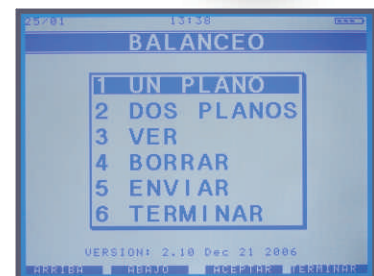 25/01 13:38
BALANCEO
1 UN PLANO
2 DOS PLANOS
3 VER
4 BORRAR
5 ENVIAR
6 TERMINAR
VERSION: 2.10 Dec 21 2006
ARRIBA ABAJO ACEPTAR TERMINAR